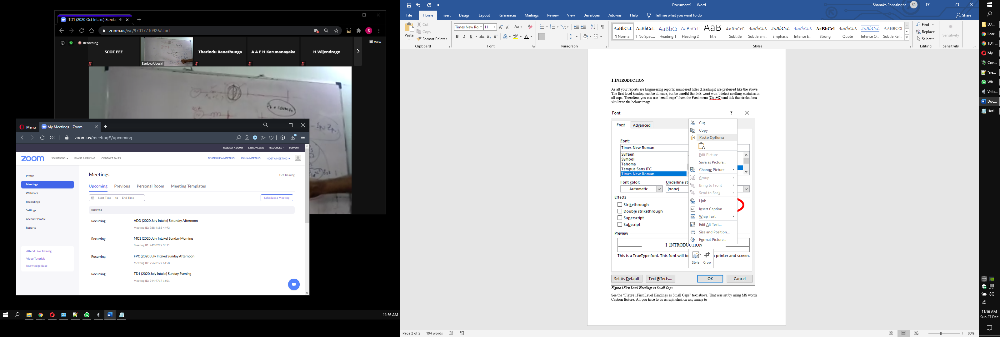 TD1 (2020 Oct Intake) Sunda
zoom.us/wc/97017710926/start
S
Recording
View
SCOT EEE
Sanjaya Ubesiri
Tharindu Ranathunga
A A E H Karunanayaka
H.Wijendrage
Menu
My Meetings - Zoom
zoom.us/meeting#/upcoming
REQUEST A DEMO 1.888.799.5926 RESOURCES SUPPORT
zoom SOLUTIONS PLANS & PRICING CONTACT SALES SCHEDULE A MEETING JOIN A MEETING HOST A MEETING
Profile
Meetings
Webinars
Recordings
Settings
Account Profile
Reports
Attend Live Training
Video Tutorials
Knowledge Base
Meetings
Get Training
Upcoming Previous Personal Room Meeting Templates
Start Time to End Time
Schedule a Meeting
Recurring
Recurring ADD (2020 July Intake) Saturday Afternoon
Meeting ID: 988 4185 4493
Recurring MC1 (2020 July Intake) Sunday Morning
Meeting ID: 949 0297 3311
Recurring FPC (2020 July Intake) Sunday Afternoon
Meeting ID: 956 8177 6158
Recurring TD1 (2020 July Intake) Sunday Evening
Meeting ID: 944 9717 1601
11:56 AM
Document1 - Word
Shanaka Ranasinghe SR
File Home Insert Design Layout References Mailings Review View Developer Add-ins Help Tell me what you want to do
Share
Paste
Cut
Copy
Format Painter
Clipboard
Times New Ro 11
Font
Paragraph
AaBbCcD AaBbCcD AaBbCc AaBbCcD AaB AaBbCcD AaBbCcD AaBbCcD AaBbCcD AaBbCcD AaBbCcD AaBbCcD AaBbCcD
¶ Normal ¶ No Spac... Heading 1 Heading 2 Title Subtitle Subtle Em... Emphasis Intense E... Strong Quote Intense Q... Subtle Ref...
Styles
Find
Replace
Select
Editing
Sensitivity
Sensitivity
1 INTRODUCTION
As all your reports are Engineering reports; numbered titles (Headings) are preferred like the above.
The first level heading can be all caps, but be careful that MS word won't detect spelling mistakes in
all caps. Therefore, you can use “small caps” from the Font menu (Ctrl+D) and tick the circled box
similar to the below image.
Font
?
Font Advanced
Font:
Times New Roman
Sylfaen
Symbol
Tahoma
Tempus Sans ITC
Times New Roman
Font color:
Underline sty
Automatic
(none)
Effects
Strikethrough
Double strikethrough
Superscript
Subscript
Preview
1 INTRODUCTION
This is a TrueType font. This font will be
printer and screen.
Set As Default
Text Effects...
OK
Cancel
Cut
Copy
Paste Options:
Edit Picture
Save as Picture...
Change Picture
Group
Bring to Front
Send to Back
Link
Insert Caption...
Wrap Text
Edit Alt Text...
Size and Position...
Format Picture...
Style
Crop
Figure 1First Level Headings as Small Caps
See the “Figure 1First Level Headings as Small Caps” text above. That was set by using MS words
Caption feature. All you have to do is right click on any image to
Page 2 of 2 194 words
80%
D:\...
Lear...
TD1 ...
My ...
Con...
*ne...
Wh...
Volu...
Doc...
Unti...
11:56 AM
Sun 27 Dec